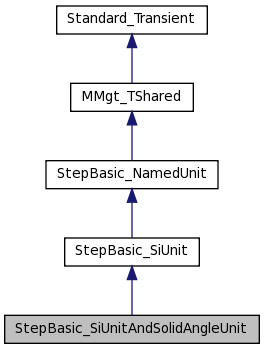 Standard_Transient
MMgt_TShared
StepBasic_NamedUnit
StepBasic_SiUnit
StepBasic_SiUnitAndSolidAngleUnit